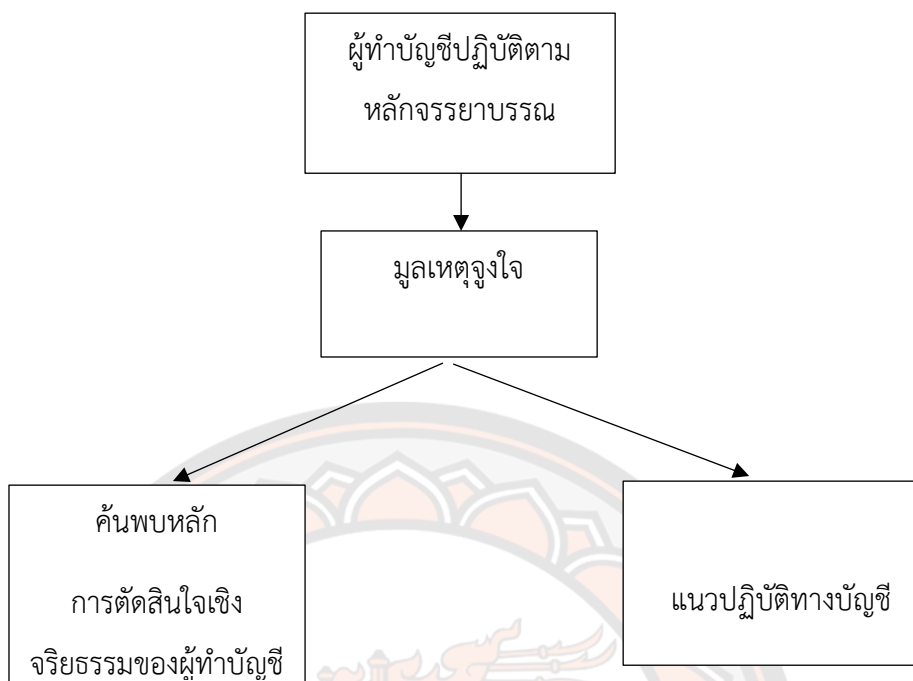 ผู้ทำบัญชีปฏิบัติตาม
หลักจรรยาบรรณ
มูลเหตุจูงใจ
ค้นพบหลัก
การตัดสินใจเชิง
จริยธรรมของผู้ทำบัญชี
แนวปฏิบัติทางบัญชี